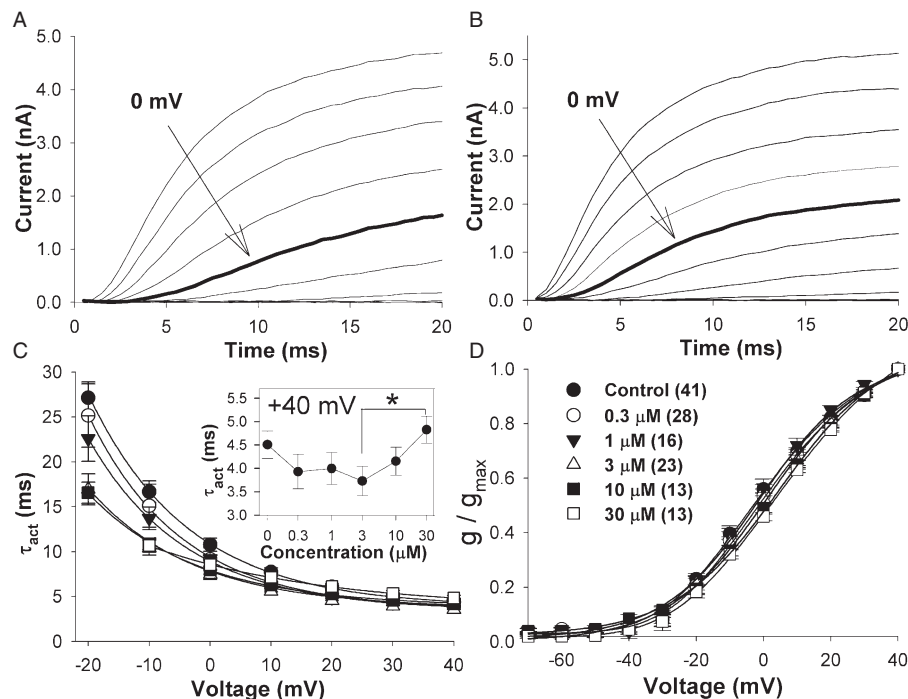 A
5.0
4.0
3.0
2.0
1.0
0.0
Current (nA)
0 mV
0 5 10 15 20
Time (ms)
B
5.0
4.0
3.0
2.0
1.0
0.0
Current (nA)
0 mV
0 5 10 15 20
Time (ms)
C
30
25
20
15
10
5
0
τact (ms)
-20 -10 0 10 20 30 40
Voltage (mV)
+40 mV
*
5.5
5.0
4.5
4.0
3.5
3.0
τact (ms)
0 0.3 1 3 10 30
Concentration (μM)
D
1.0
0.8
0.6
0.4
0.2
0.0
g / gmax
Control (41)
0.3 μM (28)
1 μM (16)
3 μM (23)
10 μM (13)
30 μM (13)
-60 -40 -20 0 20 40
Voltage (mV)